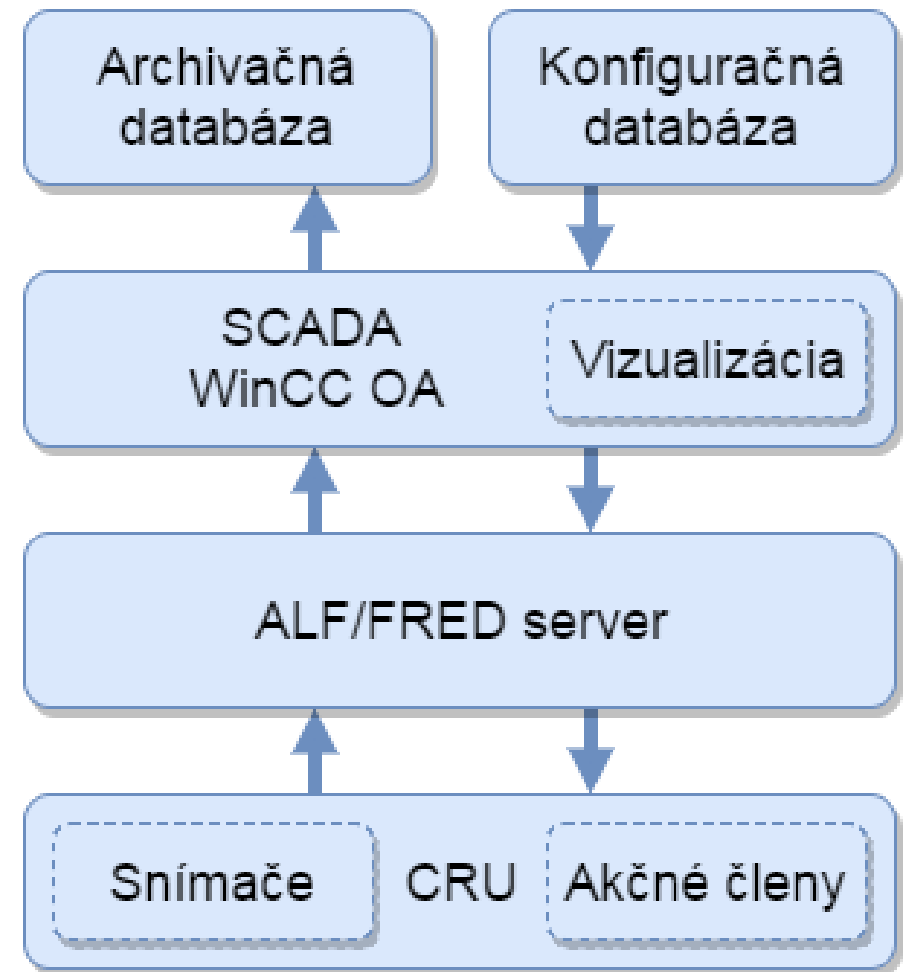 Archivačná
databáza
Konfiguračná
databáza
SCADA
WinCC OA
Vizualizácia
ALF/FRED server
Snímače
CRU
Akčné členy